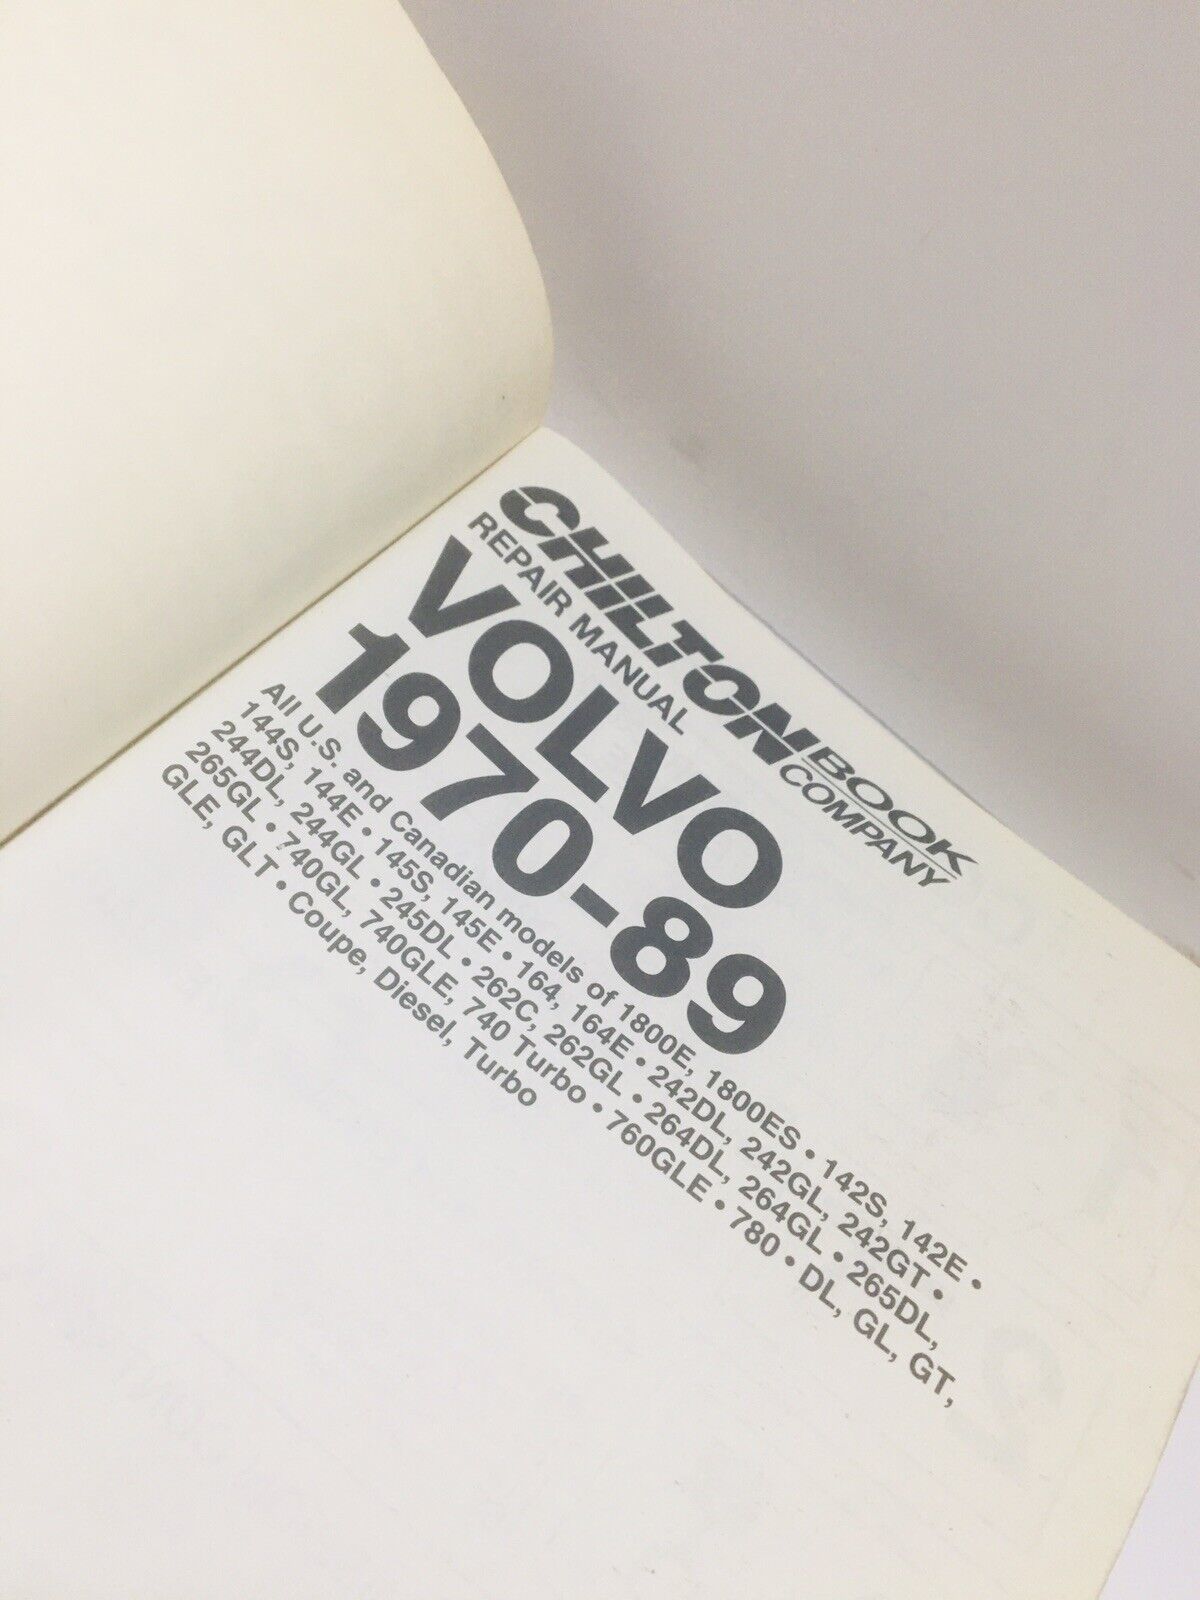 CHILTON BOOK
COMPANY
REPAIR MANUAL
VOLVO
1970-89
All U.S. and Canadian models of 1800E, 1800ES • 142S, 142E •
144S, 144E • 145S, 145E • 164, 164E • 242DL, 242GL, 242GT •
244DL, 244GL • 245DL • 262C, 262GL • 264DL, 264GL • 265DL,
265GL • 740GL, 740GLE, 740 Turbo • 760GLE • 780 • DL, GL, GT,
GLE, GLT • Coupe, Diesel, Turbo